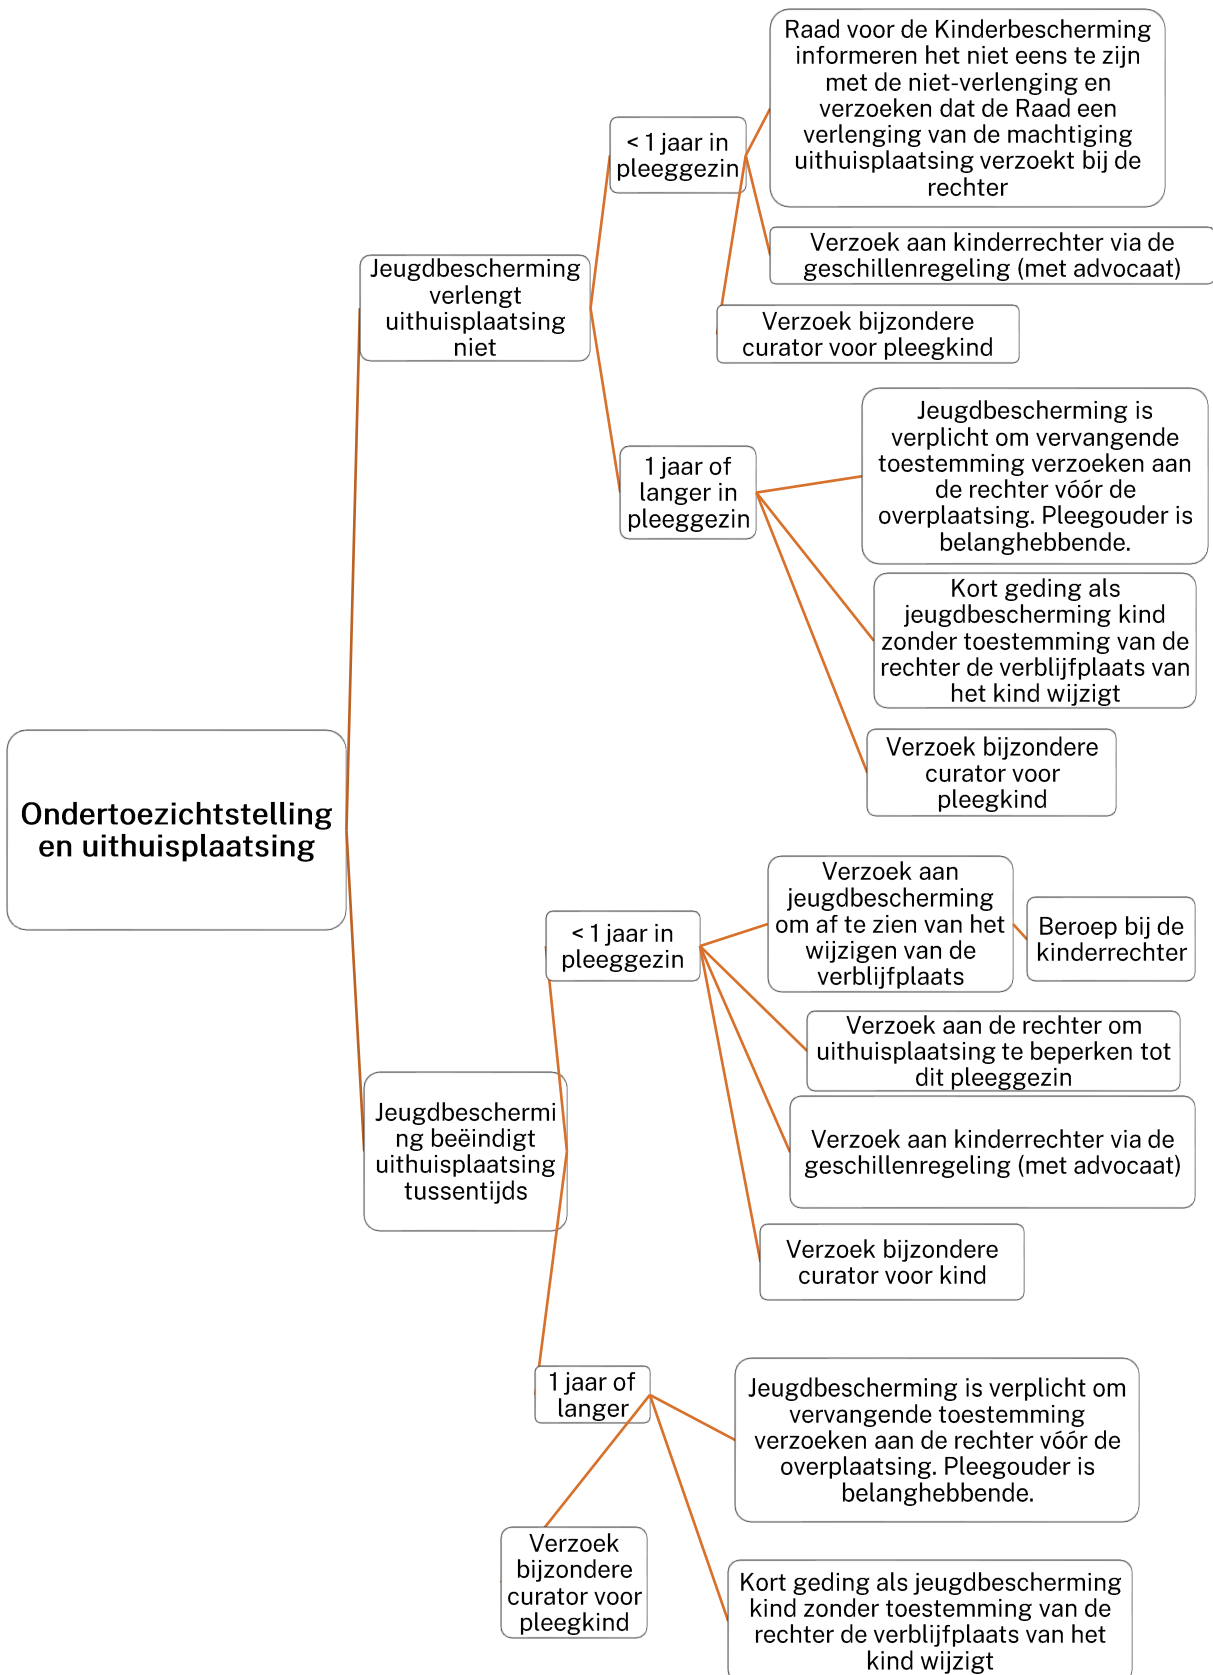 Raad voor de Kinderbescherming
informeren het niet eens te zijn
met de niet-verlenging en
verzoeken dat de Raad een
verlenging van de machtiging
uithuisplaatsing verzoekt bij de
rechter
< 1 jaar in
pleeggezin
Verzoek aan kinderrechter via de
geschillenregeling (met advocaat)
Jeugdbescherming
verlengt
uithuisplaatsing
niet
Verzoek bijzondere
curator voor pleegkind
Jeugdbescherming is
verplicht om vervangende
toestemming verzoeken aan
de rechter vóór de
overplaatsing. Pleegouder is
belanghebbende.
1 jaar of
langer in
pleeggezin
Kort geding als
jeugdbescherming kind
zonder toestemming van de
rechter de verblijfplaats van
het kind wijzigt
Verzoek bijzondere
curator voor
pleegkind
Ondertoezichtstelling
en uithuisplaatsing
Verzoek aan
jeugdbescherming
om af te zien van het
wijzigen van de
verblijfplaats
Beroep bij de
kinderrechter
< 1 jaar in
pleeggezin
Verzoek aan de rechter om
uithuisplaatsing te beperken tot
dit pleeggezin
Jeugdbeschermi
ng beëindigt
uithuisplaatsing
tussentijds
Verzoek aan kinderrechter via de
geschillenregeling (met advocaat)
Verzoek bijzondere
curator voor kind
1 jaar of
langer
Jeugdbescherming is verplicht om
vervangende toestemming
verzoeken aan de rechter vóór de
overplaatsing. Pleegouder is
belanghebbende.
Verzoek
bijzondere
curator voor
pleegkind
Kort geding als jeugdbescherming
kind zonder toestemming van de
rechter de verblijfplaats van het
kind wijzigt